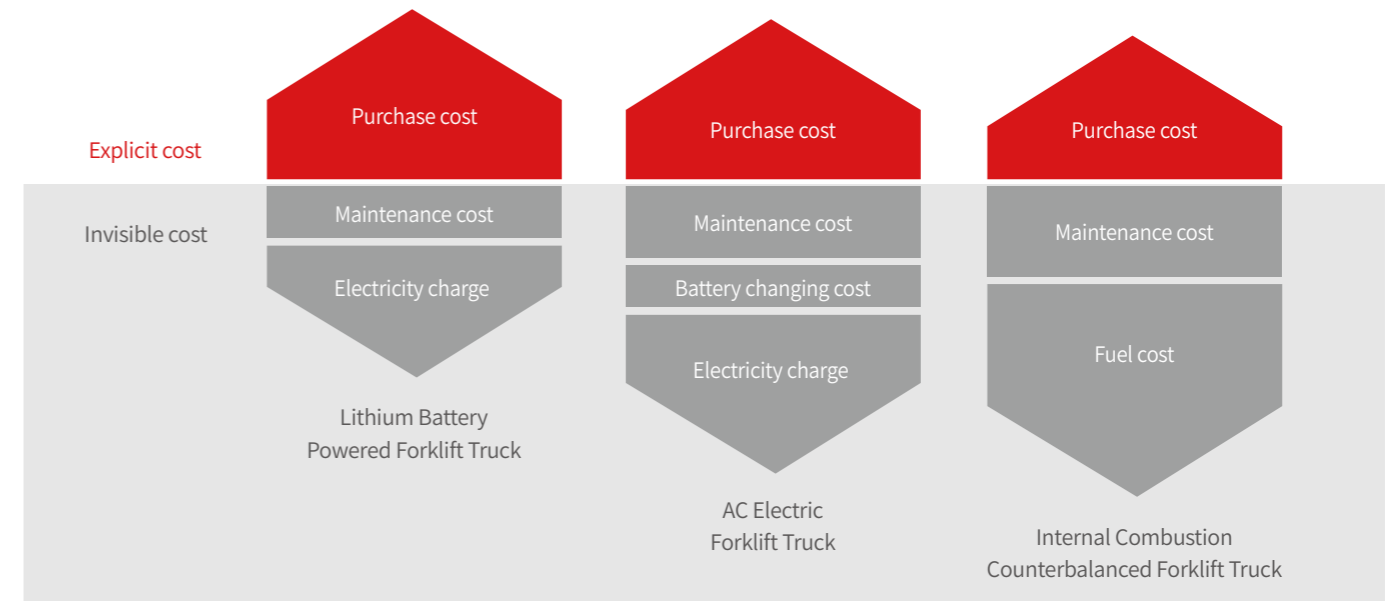 Explicit cost
Invisible cost
Purchase cost
Maintenance cost
Electricity charge
Lithium Battery
Powered Forklift Truck
Purchase cost
Maintenance cost
Battery changing cost
Electricity charge
AC Electric
Forklift Truck
Purchase cost
Maintenance cost
Fuel cost
Internal Combustion
Counterbalanced Forklift Truck